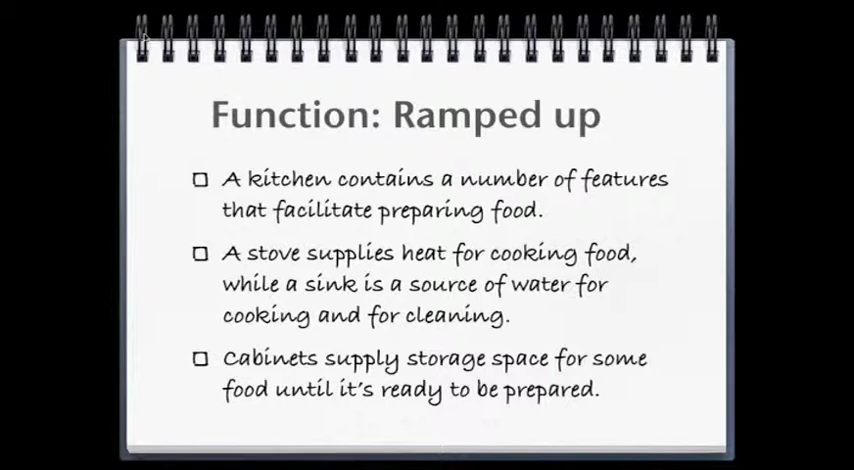 Function: Ramped up
A kitchen contains a number of features
that facilitate preparing food.
A stove supplies heat for cooking food,
while a sink is a source of water for
cooking and for cleaning.
Cabinets supply storage space for some
food until it's ready to be prepared.